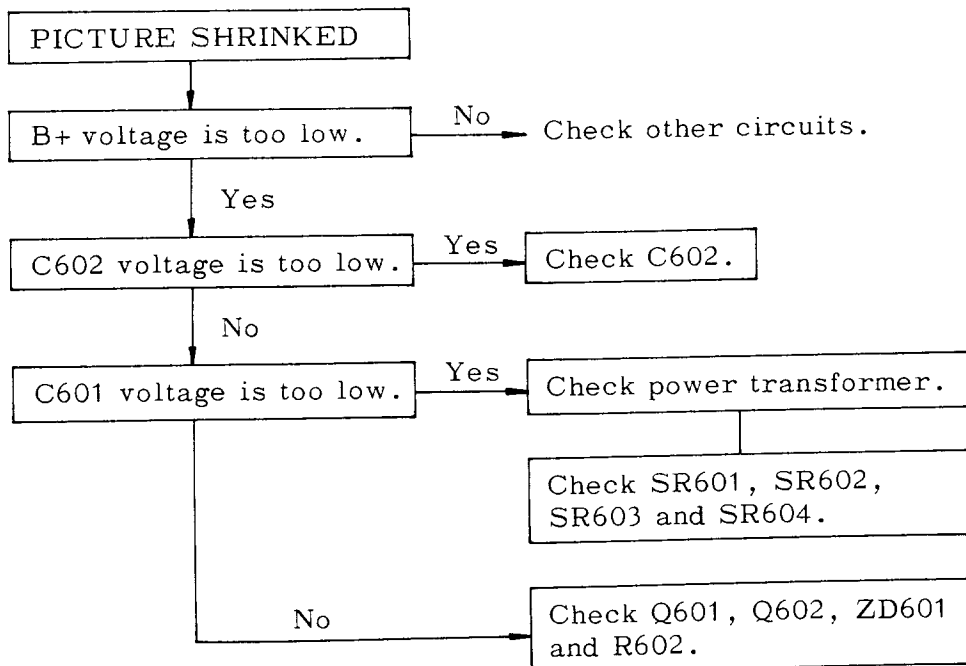 PICTURE SHRINKED
B+ voltage is too low.
No
Check other circuits.
Yes
C602 voltage is too low.
Yes
Check C602.
No
C601 voltage is too low.
Yes
Check power transformer.
Check SR601, SR602,
SR603 and SR604.
No
Check Q601, Q602, ZD601
and R602.